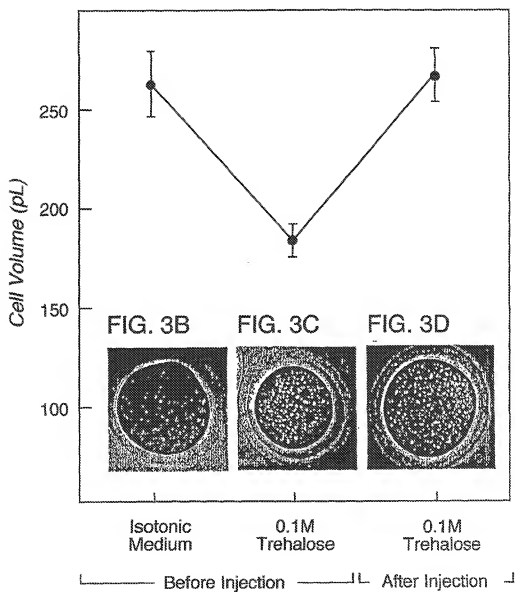 250
200
150
100
Cell Volume (pL)
FIG. 3B
FIG. 3C
FIG. 3D
Isotonic
Medium
0.1M
Trehalose
0.1M
Trehalose
Before Injection
After Injection